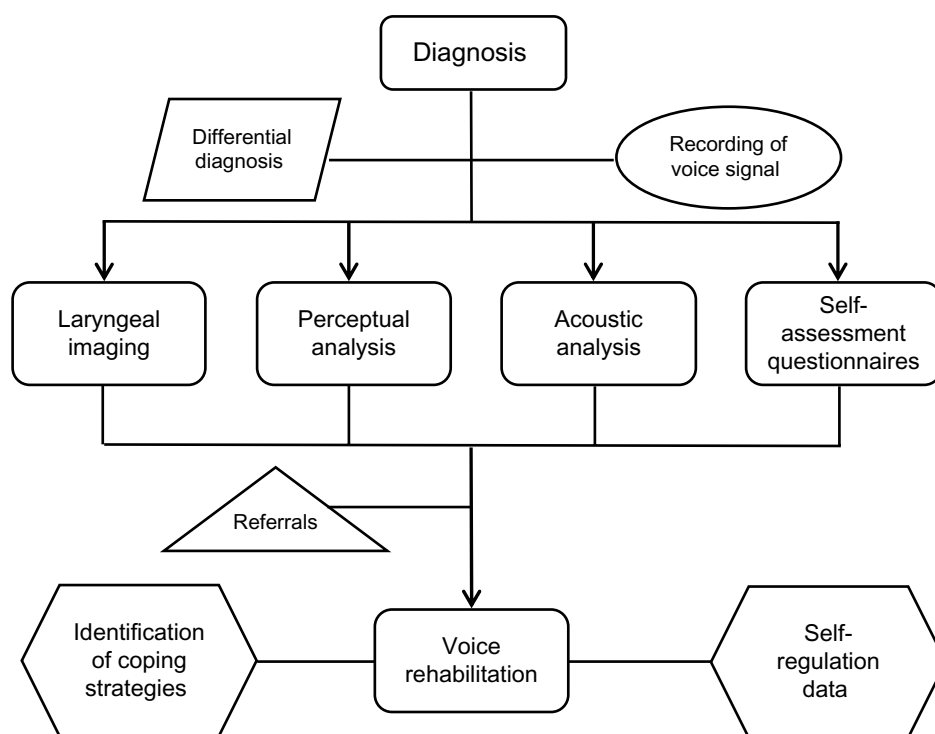 Diagnosis
Differential
diagnosis
Recording of
voice signal
Laryngeal
imaging
Perceptual
analysis
Acoustic
analysis
Self-
assessment
questionnaires
Referrals
Identification
of coping
strategies
Voice
rehabilitation
Self-
regulation
data